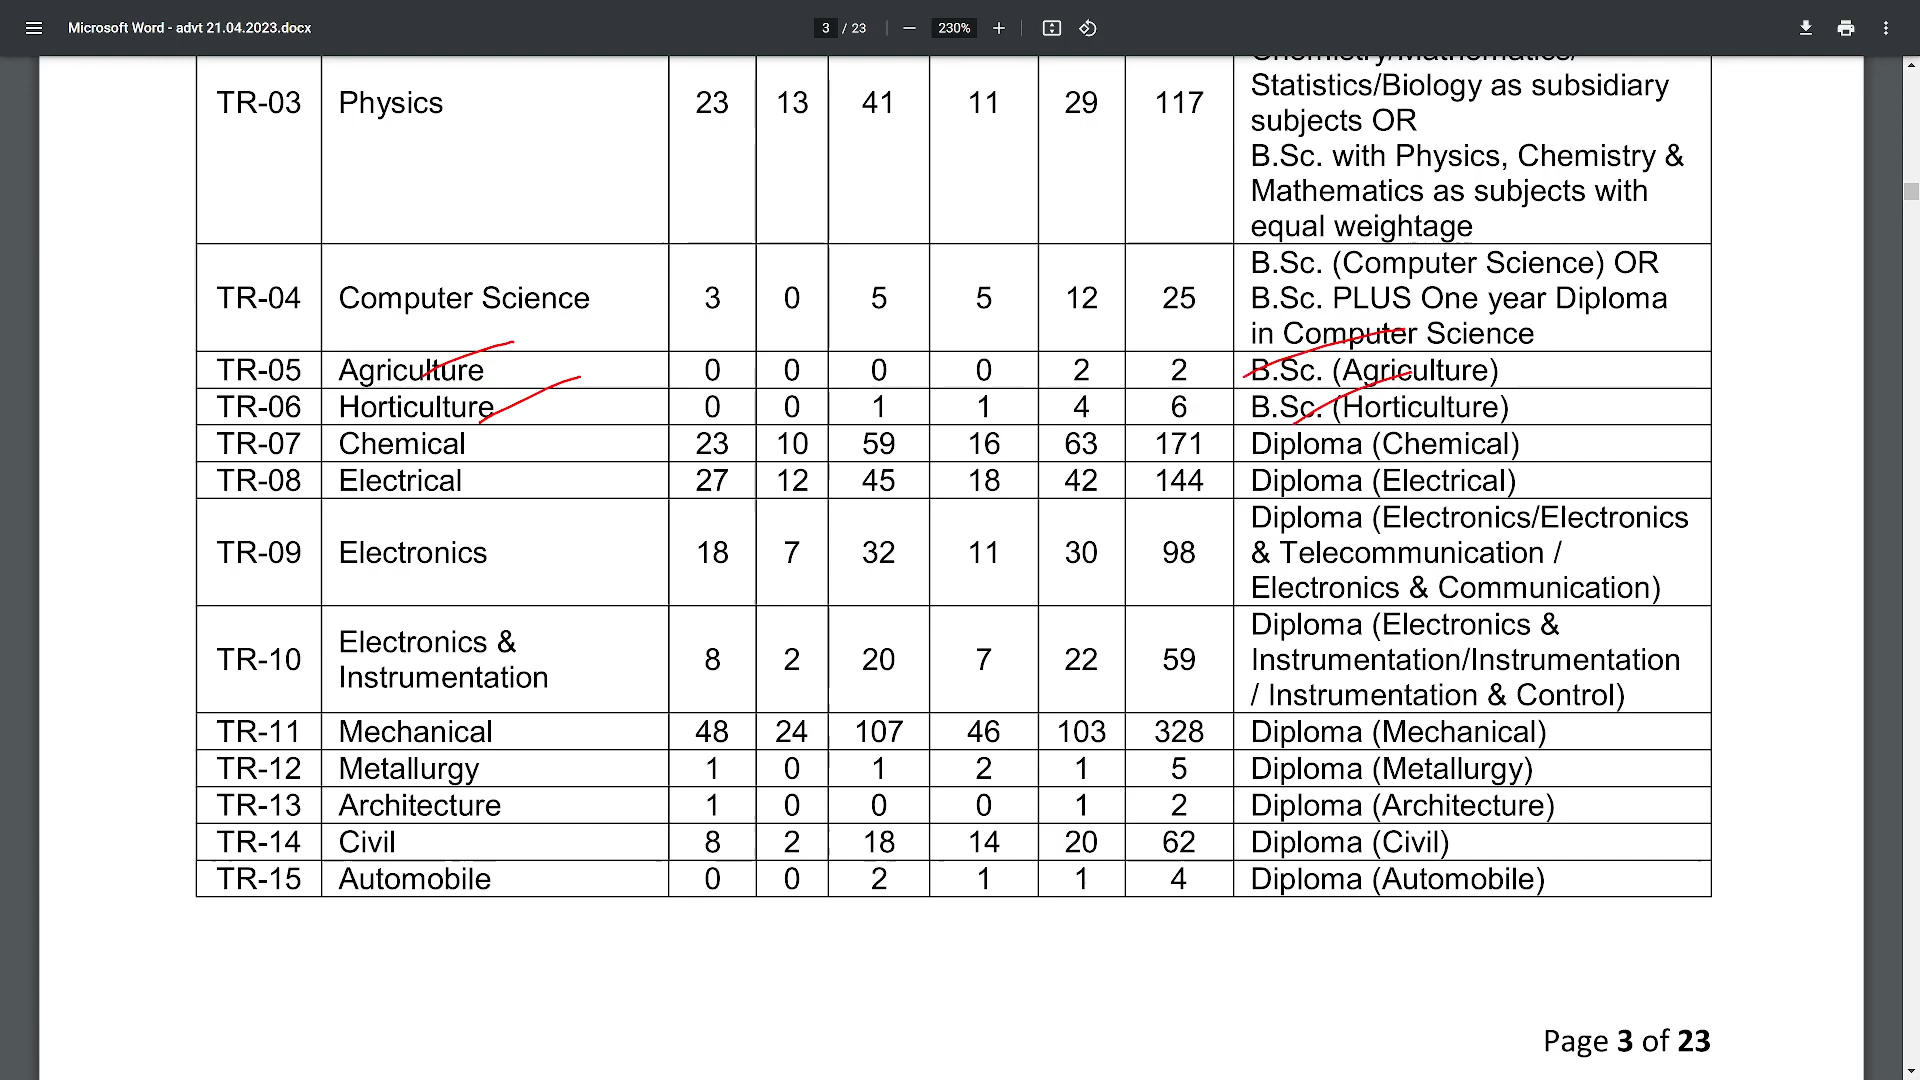 Microsoft Word - advt 21.04.2023.docx 3 / 23 230%
Chemistry/Mathematics/
Statistics/Biology as subsidiary
subjects OR
TR-03 Physics 23 13 41 11 29 117
B.Sc. with Physics, Chemistry &
Mathematics as subjects with
equal weightage
B.Sc. (Computer Science) OR
TR-04 Computer Science 3 0 5 5 12 25 B.Sc. PLUS One year Diploma
in Computer Science
TR-05 Agriculture 0 0 0 0 2 2 B.Sc. (Agriculture)
TR-06 Horticulture 0 0 1 1 4 6 B.Sc. (Horticulture)
TR-07 Chemical 23 10 59 16 63 171 Diploma (Chemical)
TR-08 Electrical 27 12 45 18 42 144 Diploma (Electrical)
Diploma (Electronics/Electronics
TR-09 Electronics 18 7 32 11 30 98 & Telecommunication /
Electronics & Communication)
Electronics & Diploma (Electronics &
TR-10 8 2 20 7 22 59 Instrumentation/Instrumentation
Instrumentation / Instrumentation & Control)
TR-11 Mechanical 48 24 107 46 103 328 Diploma (Mechanical)
TR-12 Metallurgy 1 0 1 2 1 5 Diploma (Metallurgy)
TR-13 Architecture 1 0 0 0 1 2 Diploma (Architecture)
TR-14 Civil 8 2 18 14 20 62 Diploma (Civil)
TR-15 Automobile 0 0 2 1 1 4 Diploma (Automobile)
Page 3 of 23